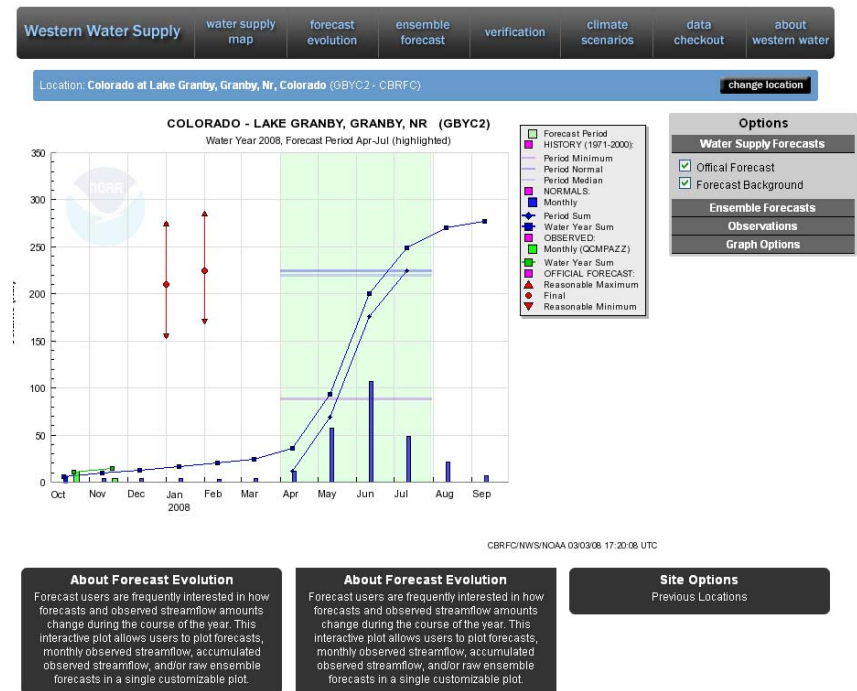 Western Water Supply
water supply map
forecast evolution
ensemble forecast
verification
climate scenarios
data checkout
about western water
Location: Colorado at Lake Granby, Granby, Nr, Colorado (GBYC2 - CBRFC)
change location
COLORADO - LAKE GRANBY, GRANBY, NR (GBYC2)
Water Year 2008, Forecast Period Apr-Jul (highlighted)
350
300
250
200
150
100
50
0
Oct Nov Dec Jan Feb Mar Apr May Jun Jul Aug Sep
2008
NOAA
Forecast Period
HISTORY (1971-2000):
Period Minimum
Period Normal
Period Median
NORMALS:
Monthly
Period Sum
Water Year Sum
OBSERVED:
Monthly (QCMPAZZ)
Water Year Sum
OFFICIAL FORECAST:
Reasonable Maximum
Final
Reasonable Minimum
CBRFC/NWS/NOAA 03/03/08 17:20:08 UTC
Options
Water Supply Forecasts
Offical Forecast
Forecast Background
Ensemble Forecasts
Observations
Graph Options
About Forecast Evolution
Forecast users are frequently interested in how
forecasts and observed streamflow amounts
change during the course of the year. This
interactive plot allows users to plot forecasts,
monthly observed streamflow, accumulated
observed streamflow, and/or raw ensemble
forecasts in a single customizable plot.
About Forecast Evolution
Forecast users are frequently interested in how
forecasts and observed streamflow amounts
change during the course of the year. This
interactive plot allows users to plot forecasts,
monthly observed streamflow, accumulated
observed streamflow, and/or raw ensemble
forecasts in a single customizable plot.
Site Options
Previous Locations